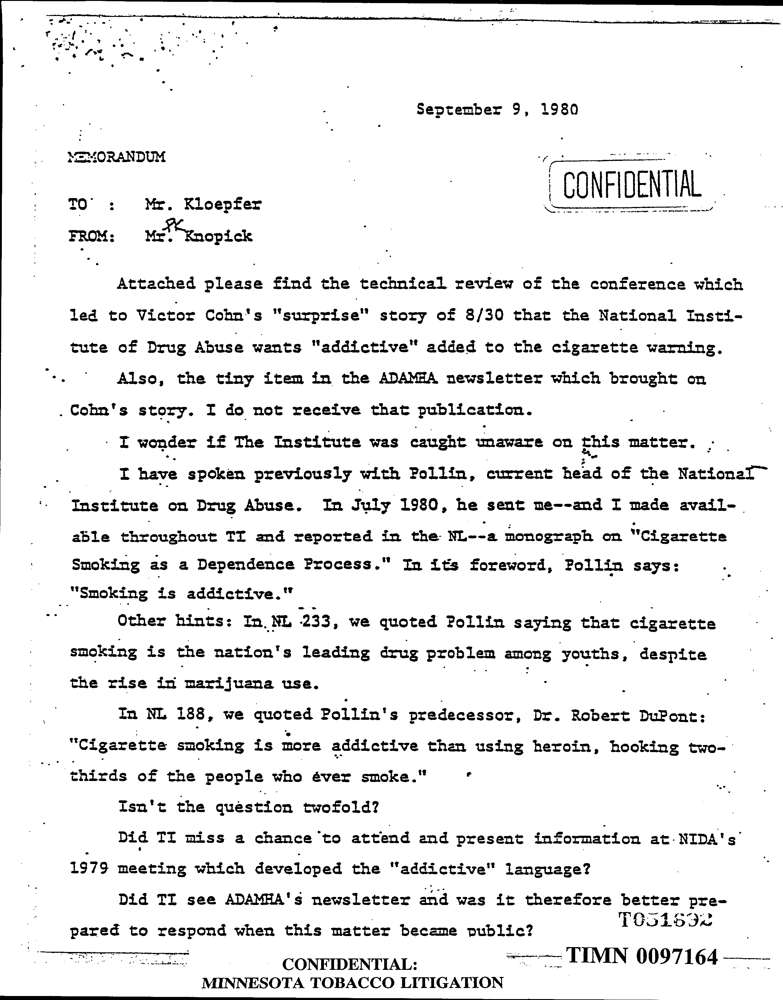 September 9, 1980
MEMORANDUM
CONFIDENTIAL
TO : Mr. Kloepfer
PK
FROM: Mr. Knopick
Attached please find the technical review of the conference which
led to Victor Cohn's "surprise" story of 8/30 that the National Insti-
tute of Drug Abuse wants "addictive" added to the cigarette warning.
Also, the tiny item in the ADAMHA newsletter which brought on
Cohn's story. I do not receive that publication.
I wonder if The Institute was caught unaware on this matter.
I have spoken previously with Pollin, current head of the National
Institute on Drug Abuse. In July 1980, he sent me--and I made avail-
able throughout TI and reported in the NL--a monograph on "Cigarette
Smoking as a Dependence Process." In its foreword, Pollin says:
"Smoking is addictive."
Other hints: In NL 233, we quoted Pollin saying that cigarette
smoking is the nation's leading drug problem among youths, despite
the rise in marijuana use.
In NL 188, we quoted Pollin's predecessor, Dr. Robert DuPont:
"Cigarette smoking is more addictive than using heroin, hooking two-
thirds of the people who ever smoke."
Isn't the question twofold?
Did TI miss a chance to attend and present information at NIDA's
1979 meeting which developed the "addictive" language?
Did TI see ADAMHA's newsletter and was it therefore better pre-
pared to respond when this matter became public?
T051692
TIMN 0097164
CONFIDENTIAL:
MINNESOTA TOBACCO LITIGATION